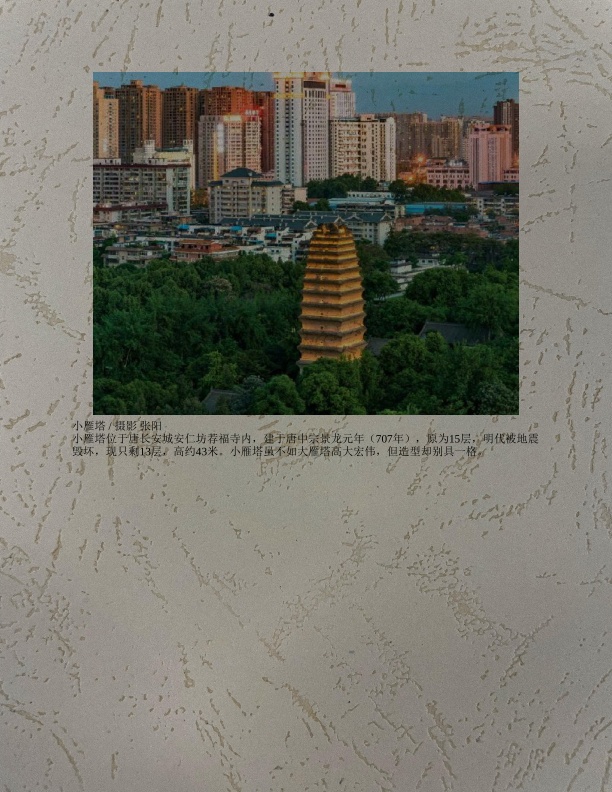 小雁塔 / 摄影 张阳
小雁塔位于唐长安城安仁坊荐福寺内，建于唐中宗景龙元年（707年），原为15层，明代被地震
毁坏，现只剩13层，高约43米。小雁塔虽不如大雁塔高大宏伟，但造型却别具一格。